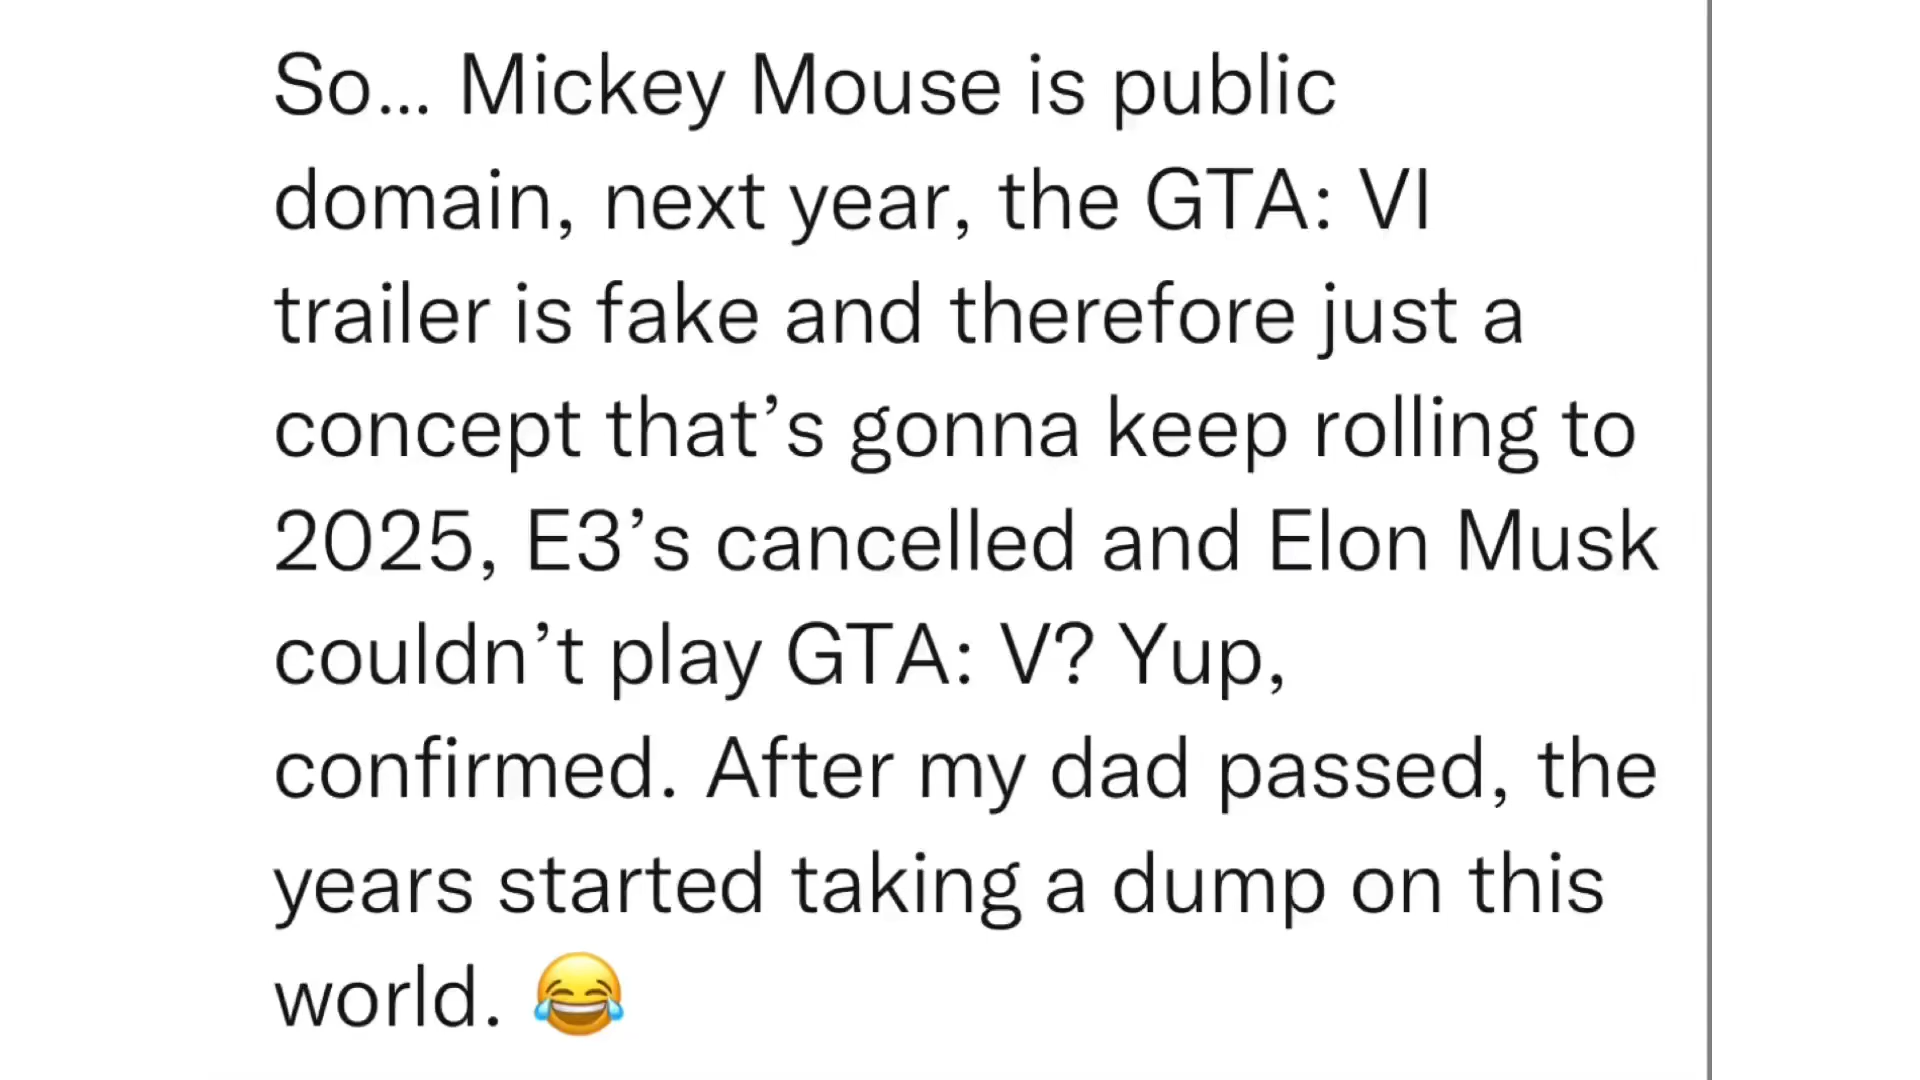 So... Mickey Mouse is public
domain, next year, the GTA: VI
trailer is fake and therefore just a
concept that’s gonna keep rolling to
2025, E3’s cancelled and Elon Musk
couldn’t play GTA: V? Yup,
confirmed. After my dad passed, the
years started taking a dump on this
world. 😂